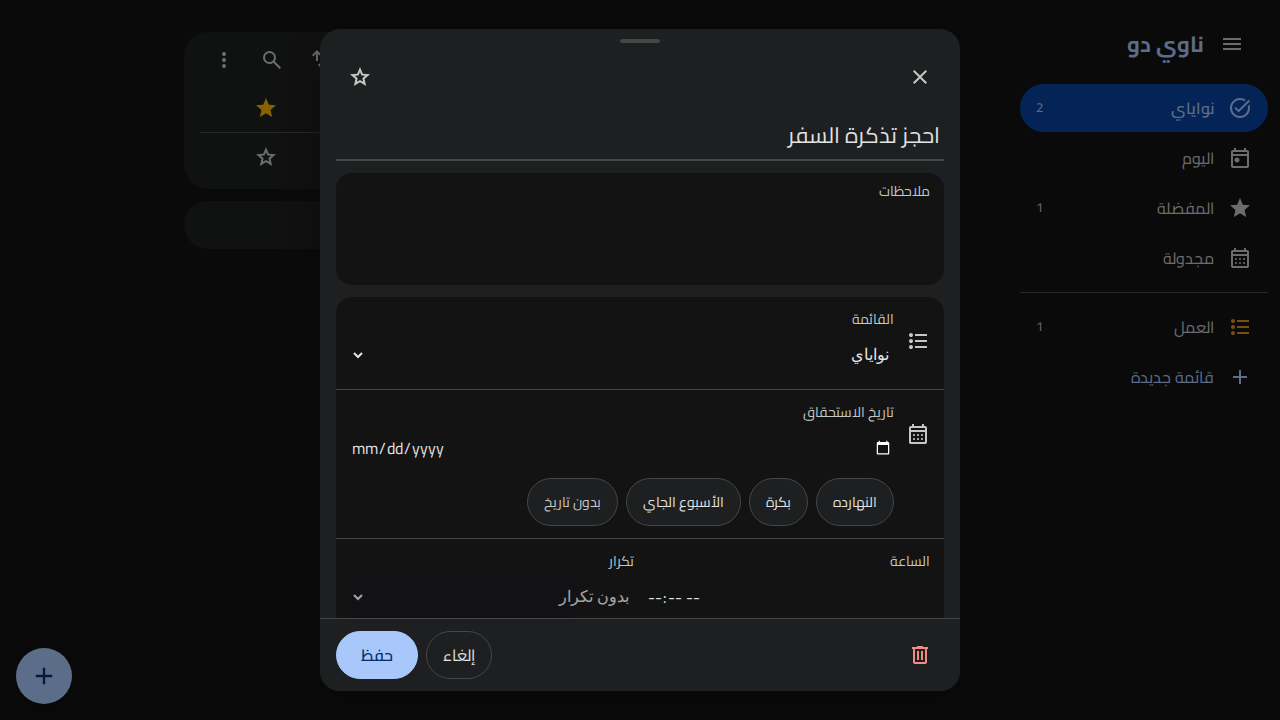 ناوي دو
نواياي
2
اليوم
المفضلة
1
مجدولة
العمل
1
قائمة جديدة
احجز تذكرة السفر
ملاحظات
القائمة
نواياي
تاريخ الاستحقاق
mm/dd/yyyy
النهارده
بكرة
الأسبوع الجاي
بدون تاريخ
الساعة
تكرار
--:-- --
بدون تكرار
إلغاء
حفظ